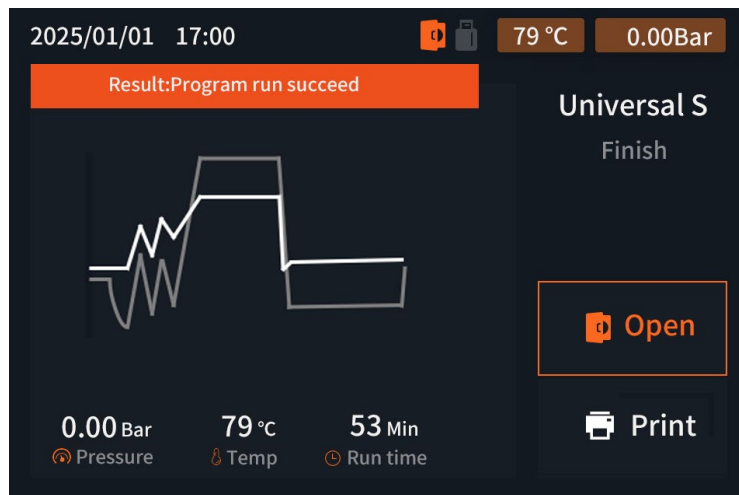 2025/01/01 17:00 79 ℃ 0.00Bar
Result:Program run succeed
Universal S
Finish
Open
Print
0.00 Bar 79 ℃ 53 Min
Pressure Temp Run time